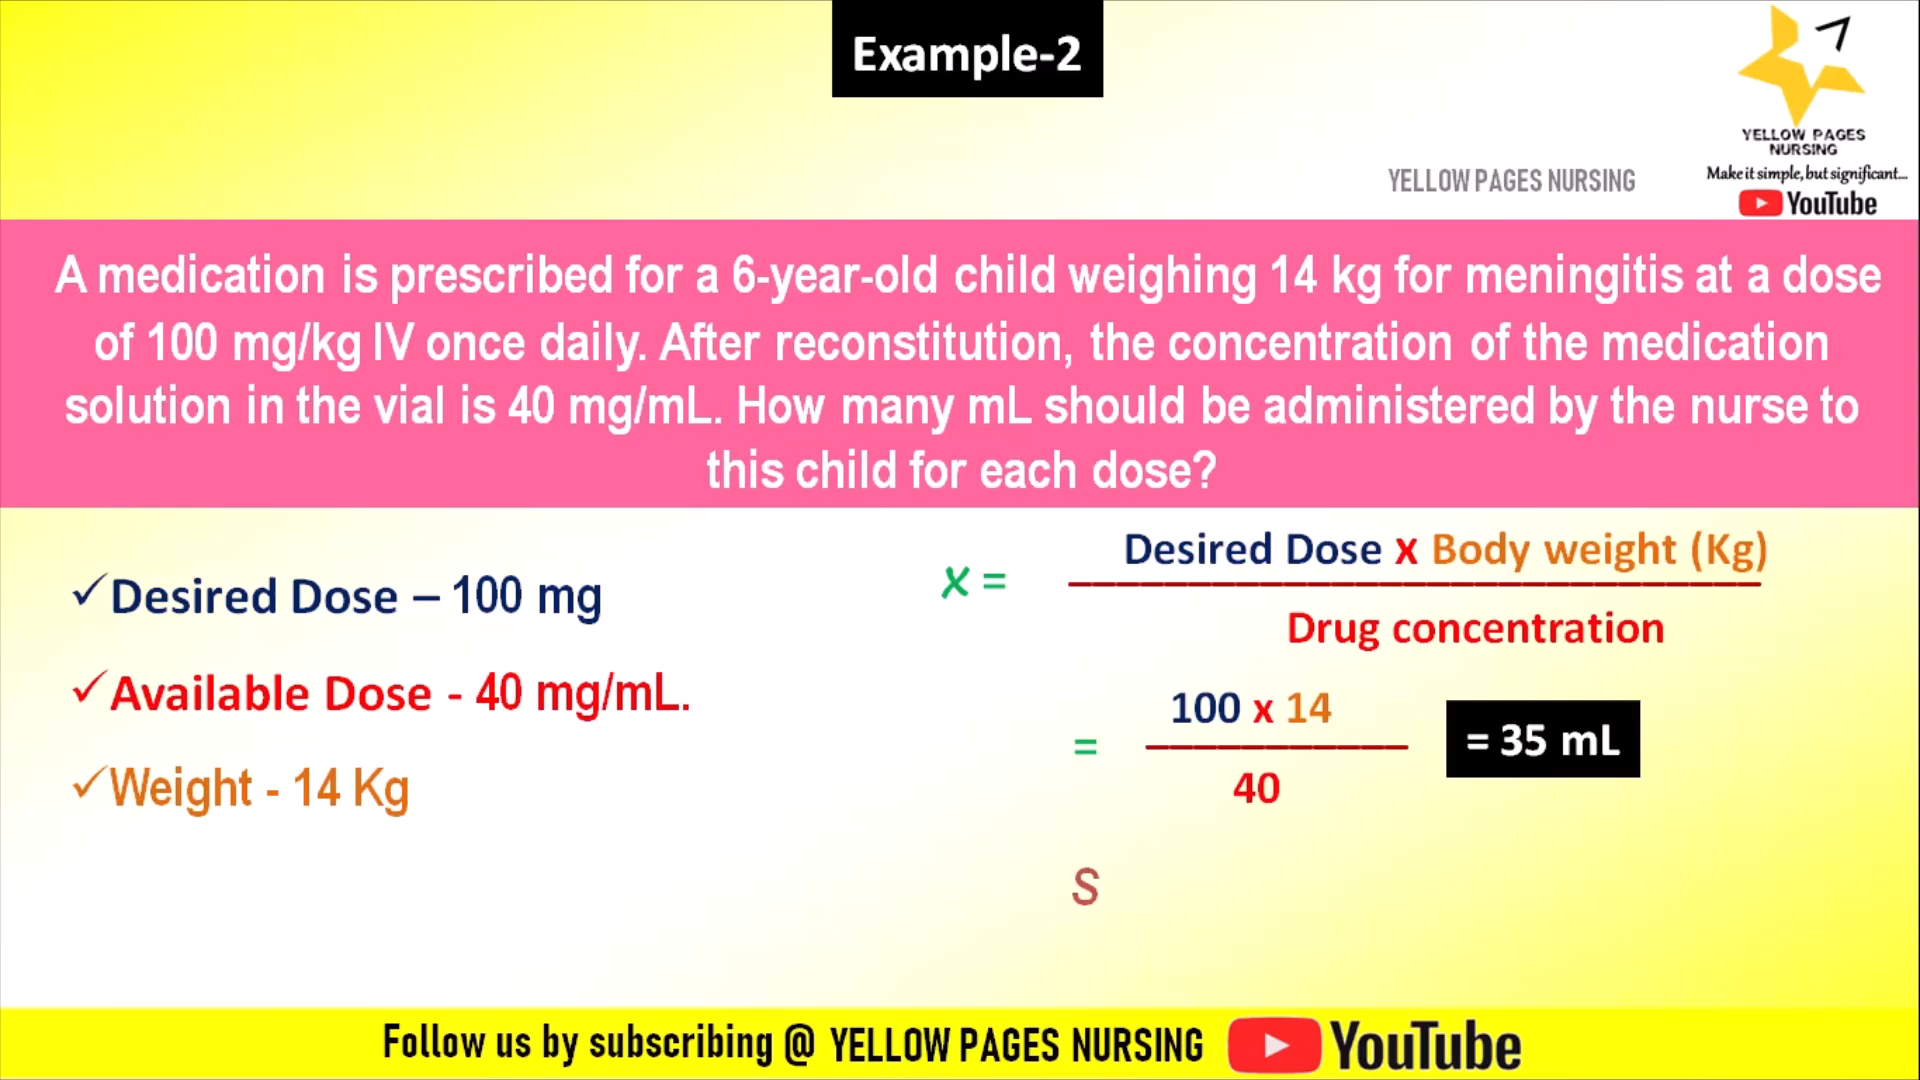 Example-2
YELLOW PAGES
NURSING
Make it simple, but significant...
YouTube
YELLOW PAGES NURSING
A medication is prescribed for a 6-year-old child weighing 14 kg for meningitis at a dose
of 100 mg/kg IV once daily. After reconstitution, the concentration of the medication
solution in the vial is 40 mg/mL. How many mL should be administered by the nurse to
this child for each dose?
✓Desired Dose – 100 mg
✓Available Dose - 40 mg/mL.
✓Weight - 14 Kg
x =
Desired Dose x Body weight (Kg)
Drug concentration
=
100 x 14
40
= 35 mL
S
Follow us by subscribing @ YELLOW PAGES NURSING YouTube